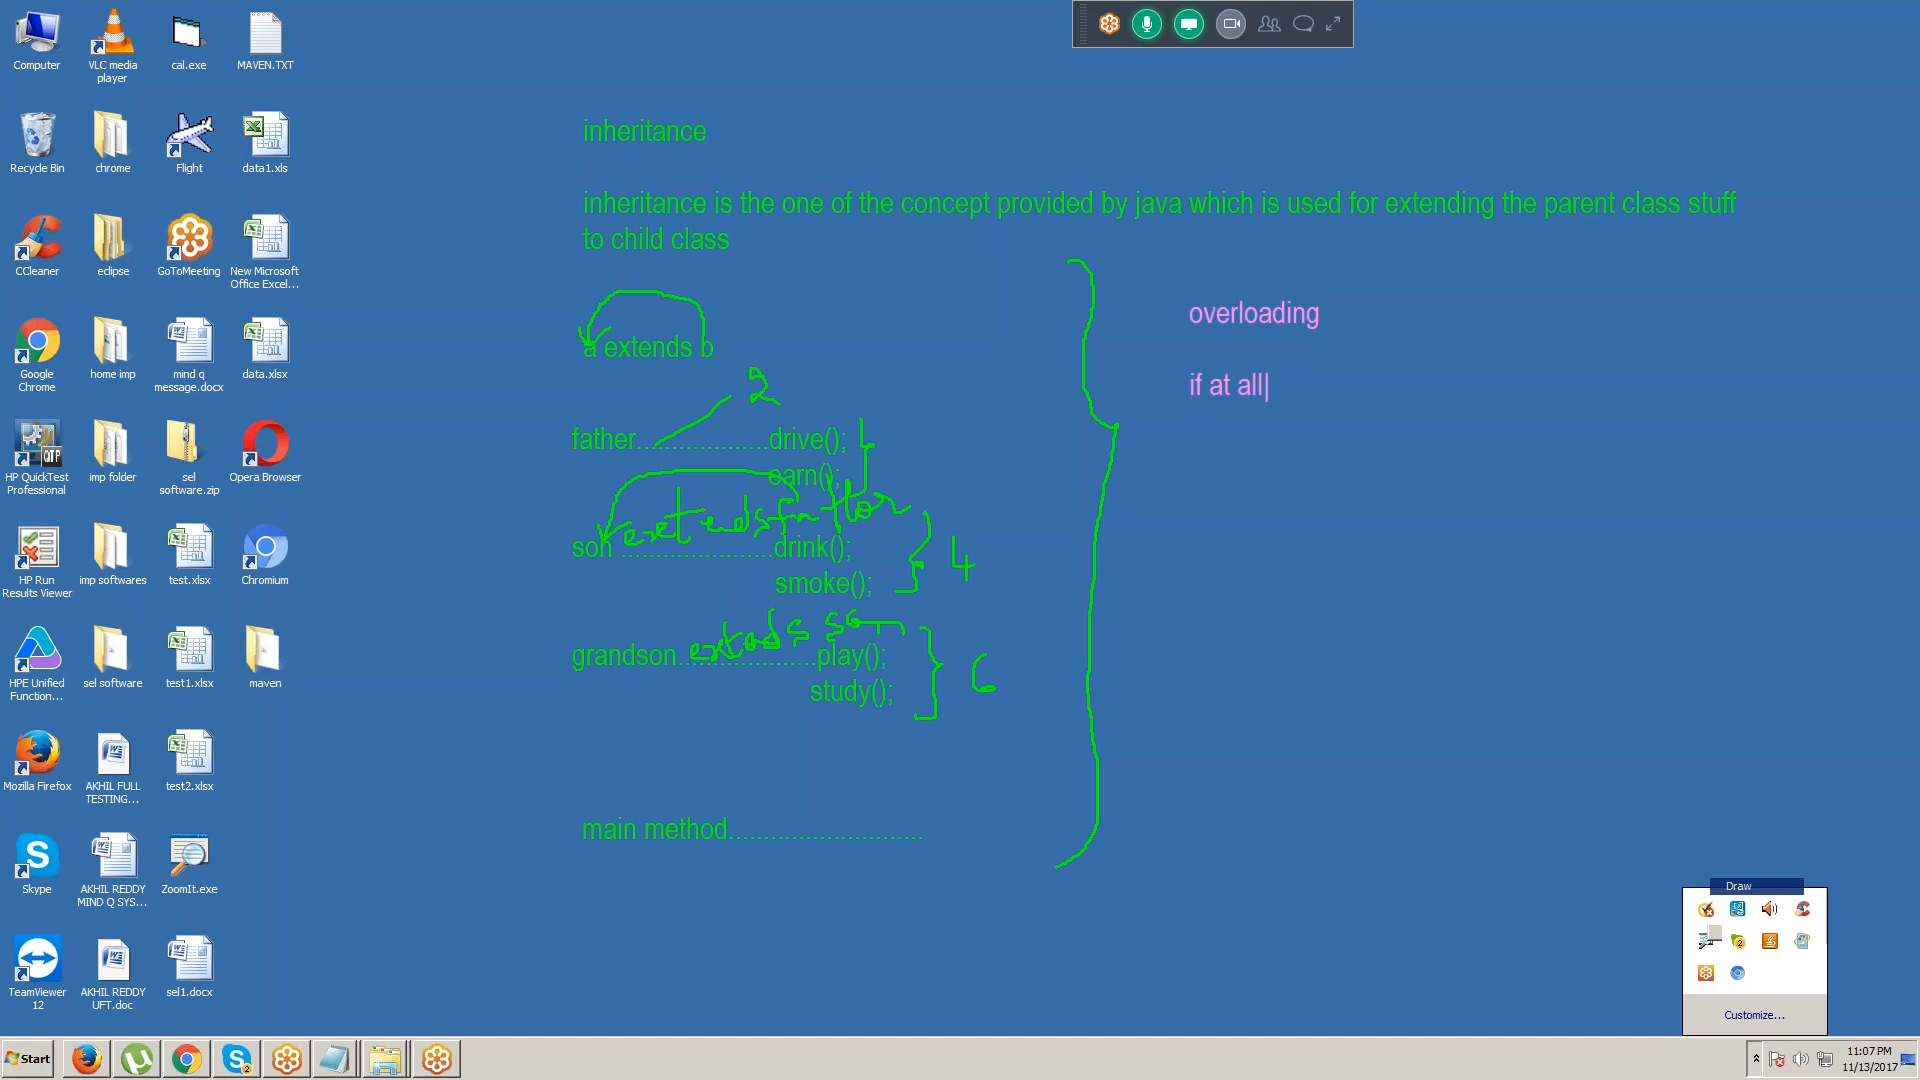 Computer
VLC media player
cal.exe
MAVEN.TXT
Recycle Bin
chrome
Flight
data1.xls
CCleaner
eclipse
GoToMeeting
New Microsoft Office Excel...
Google Chrome
home imp
mind q message.docx
data.xlsx
HP QuickTest Professional
QTP
imp folder
sel software.zip
Opera Browser
HP Run Results Viewer
imp softwares
test.xlsx
Chromium
HPE Unified Function...
sel software
test1.xlsx
maven
Mozilla Firefox
AKHIL FULL TESTING...
test2.xlsx
Skype
AKHIL REDDY MIND Q SYS...
ZoomIt.exe
TeamViewer 12
AKHIL REDDY UFT.doc
sel1.docx
inheritance
inheritance is the one of the concept provided by java which is used for extending the parent class stuff
to child class
a extends b
2
father...................drive();
earn();
extends
son ......................drink();
smoke();
4
grandson....................play();
study();
6
main method............................
overloading
if at all
Draw
2
Customize...
Start
2
11:07 PM
11/13/2017